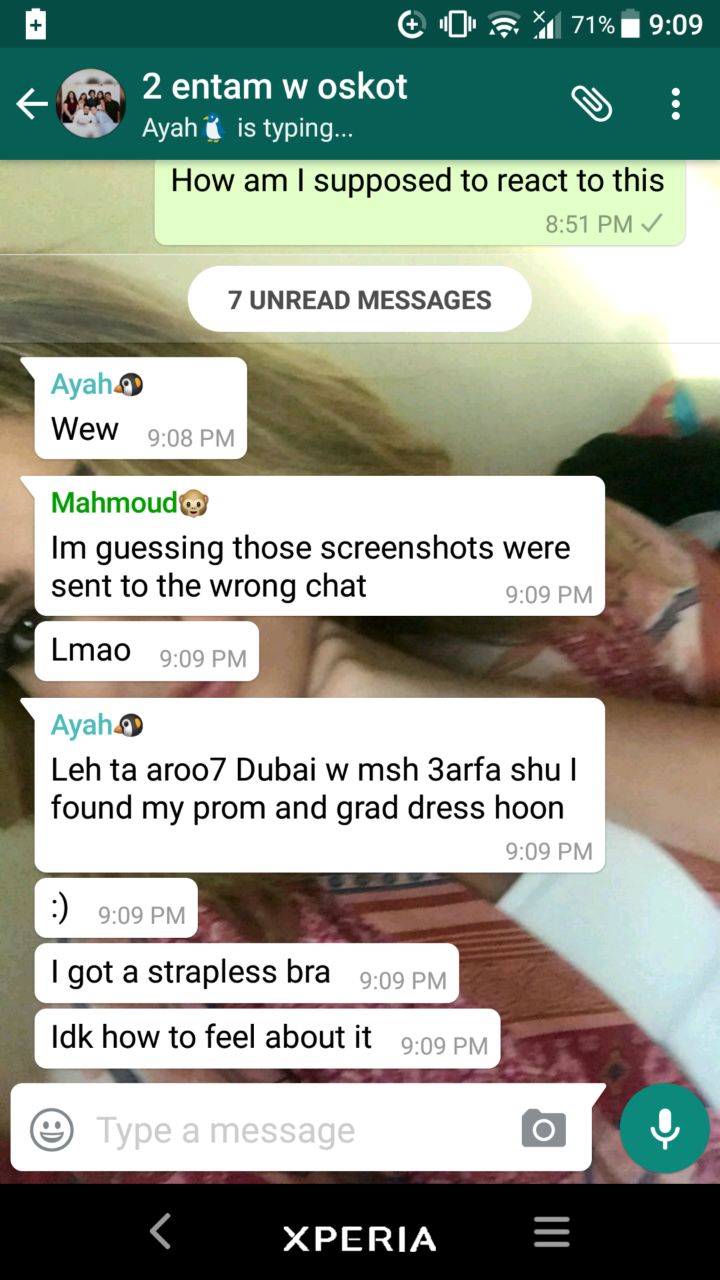 71% 9:09
2 entam w oskot
Ayah🐧 is typing...
How am I supposed to react to this
8:51 PM
7 UNREAD MESSAGES
Ayah🐧
Wew 9:08 PM
Mahmoud🐵
Im guessing those screenshots were
sent to the wrong chat 9:09 PM
Lmao 9:09 PM
Ayah🐧
Leh ta aroo7 Dubai w msh 3arfa shu I
found my prom and grad dress hoon
9:09 PM
:) 9:09 PM
I got a strapless bra 9:09 PM
Idk how to feel about it 9:09 PM
Type a message
XPERIA